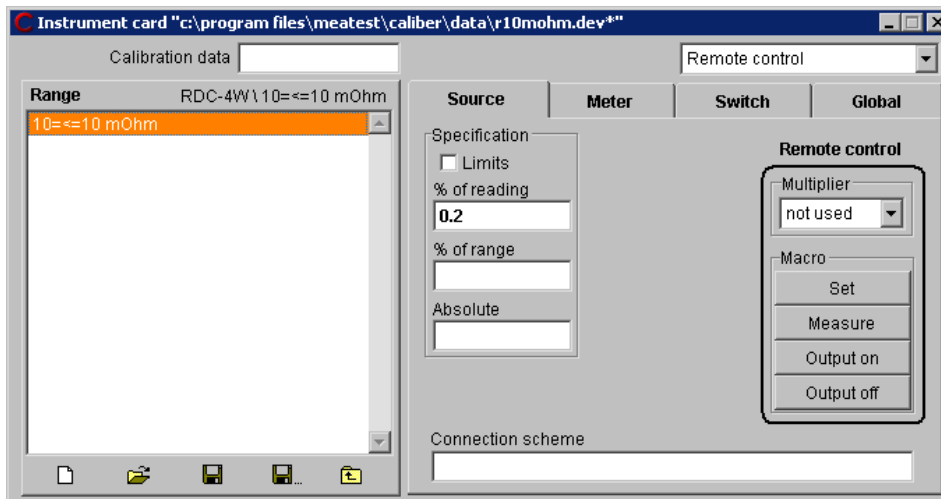 Instrument card "c:\program files\meatest\caliber\data\r10mohm.dev*"
Calibration data
Remote control
Range RDC-4W\10=<=10 mOhm
10=<=10 mOhm
Source Meter Switch Global
Specification
Limits
% of reading
0.2
% of range
Absolute
Remote control
Multiplier
not used
Macro
Set
Measure
Output on
Output off
Connection scheme